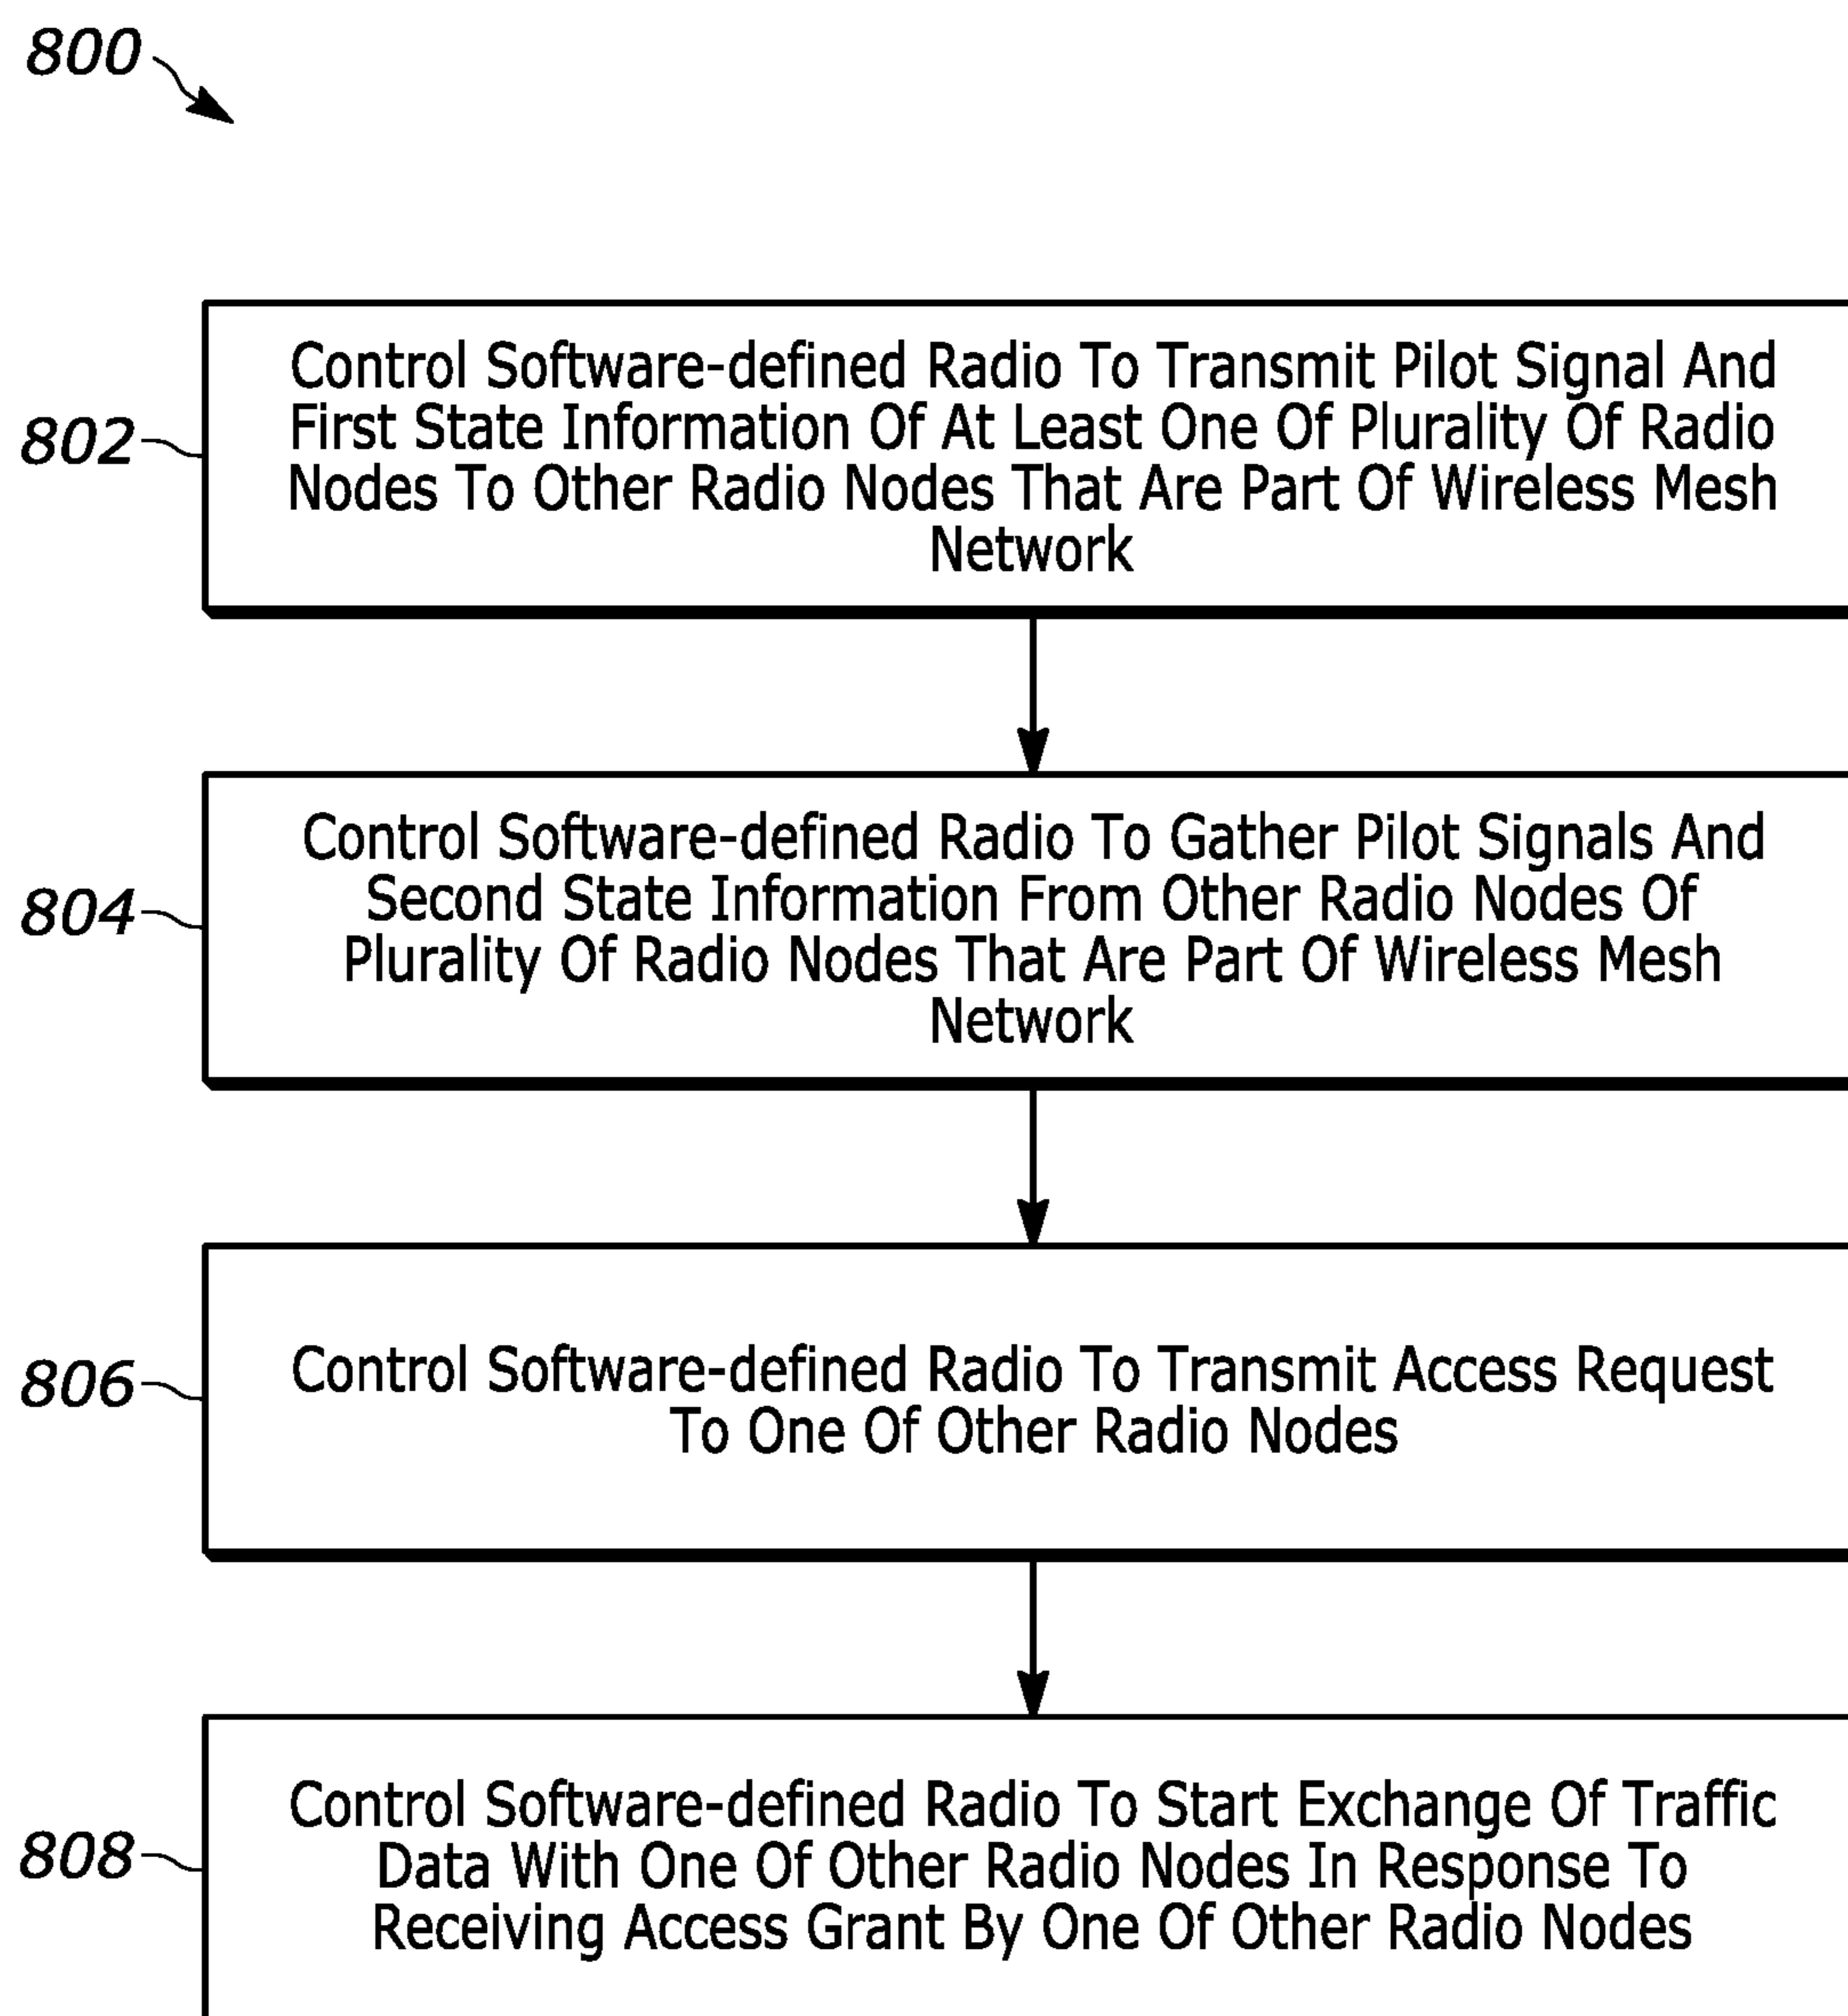 800
802
Control Software-defined Radio To Transmit Pilot Signal And
First State Information Of At Least One Of Plurality Of Radio
Nodes To Other Radio Nodes That Are Part Of Wireless Mesh
Network
804
Control Software-defined Radio To Gather Pilot Signals And
Second State Information From Other Radio Nodes Of
Plurality Of Radio Nodes That Are Part Of Wireless Mesh
Network
806
Control Software-defined Radio To Transmit Access Request
To One Of Other Radio Nodes
808
Control Software-defined Radio To Start Exchange Of Traffic
Data With One Of Other Radio Nodes In Response To
Receiving Access Grant By One Of Other Radio Nodes